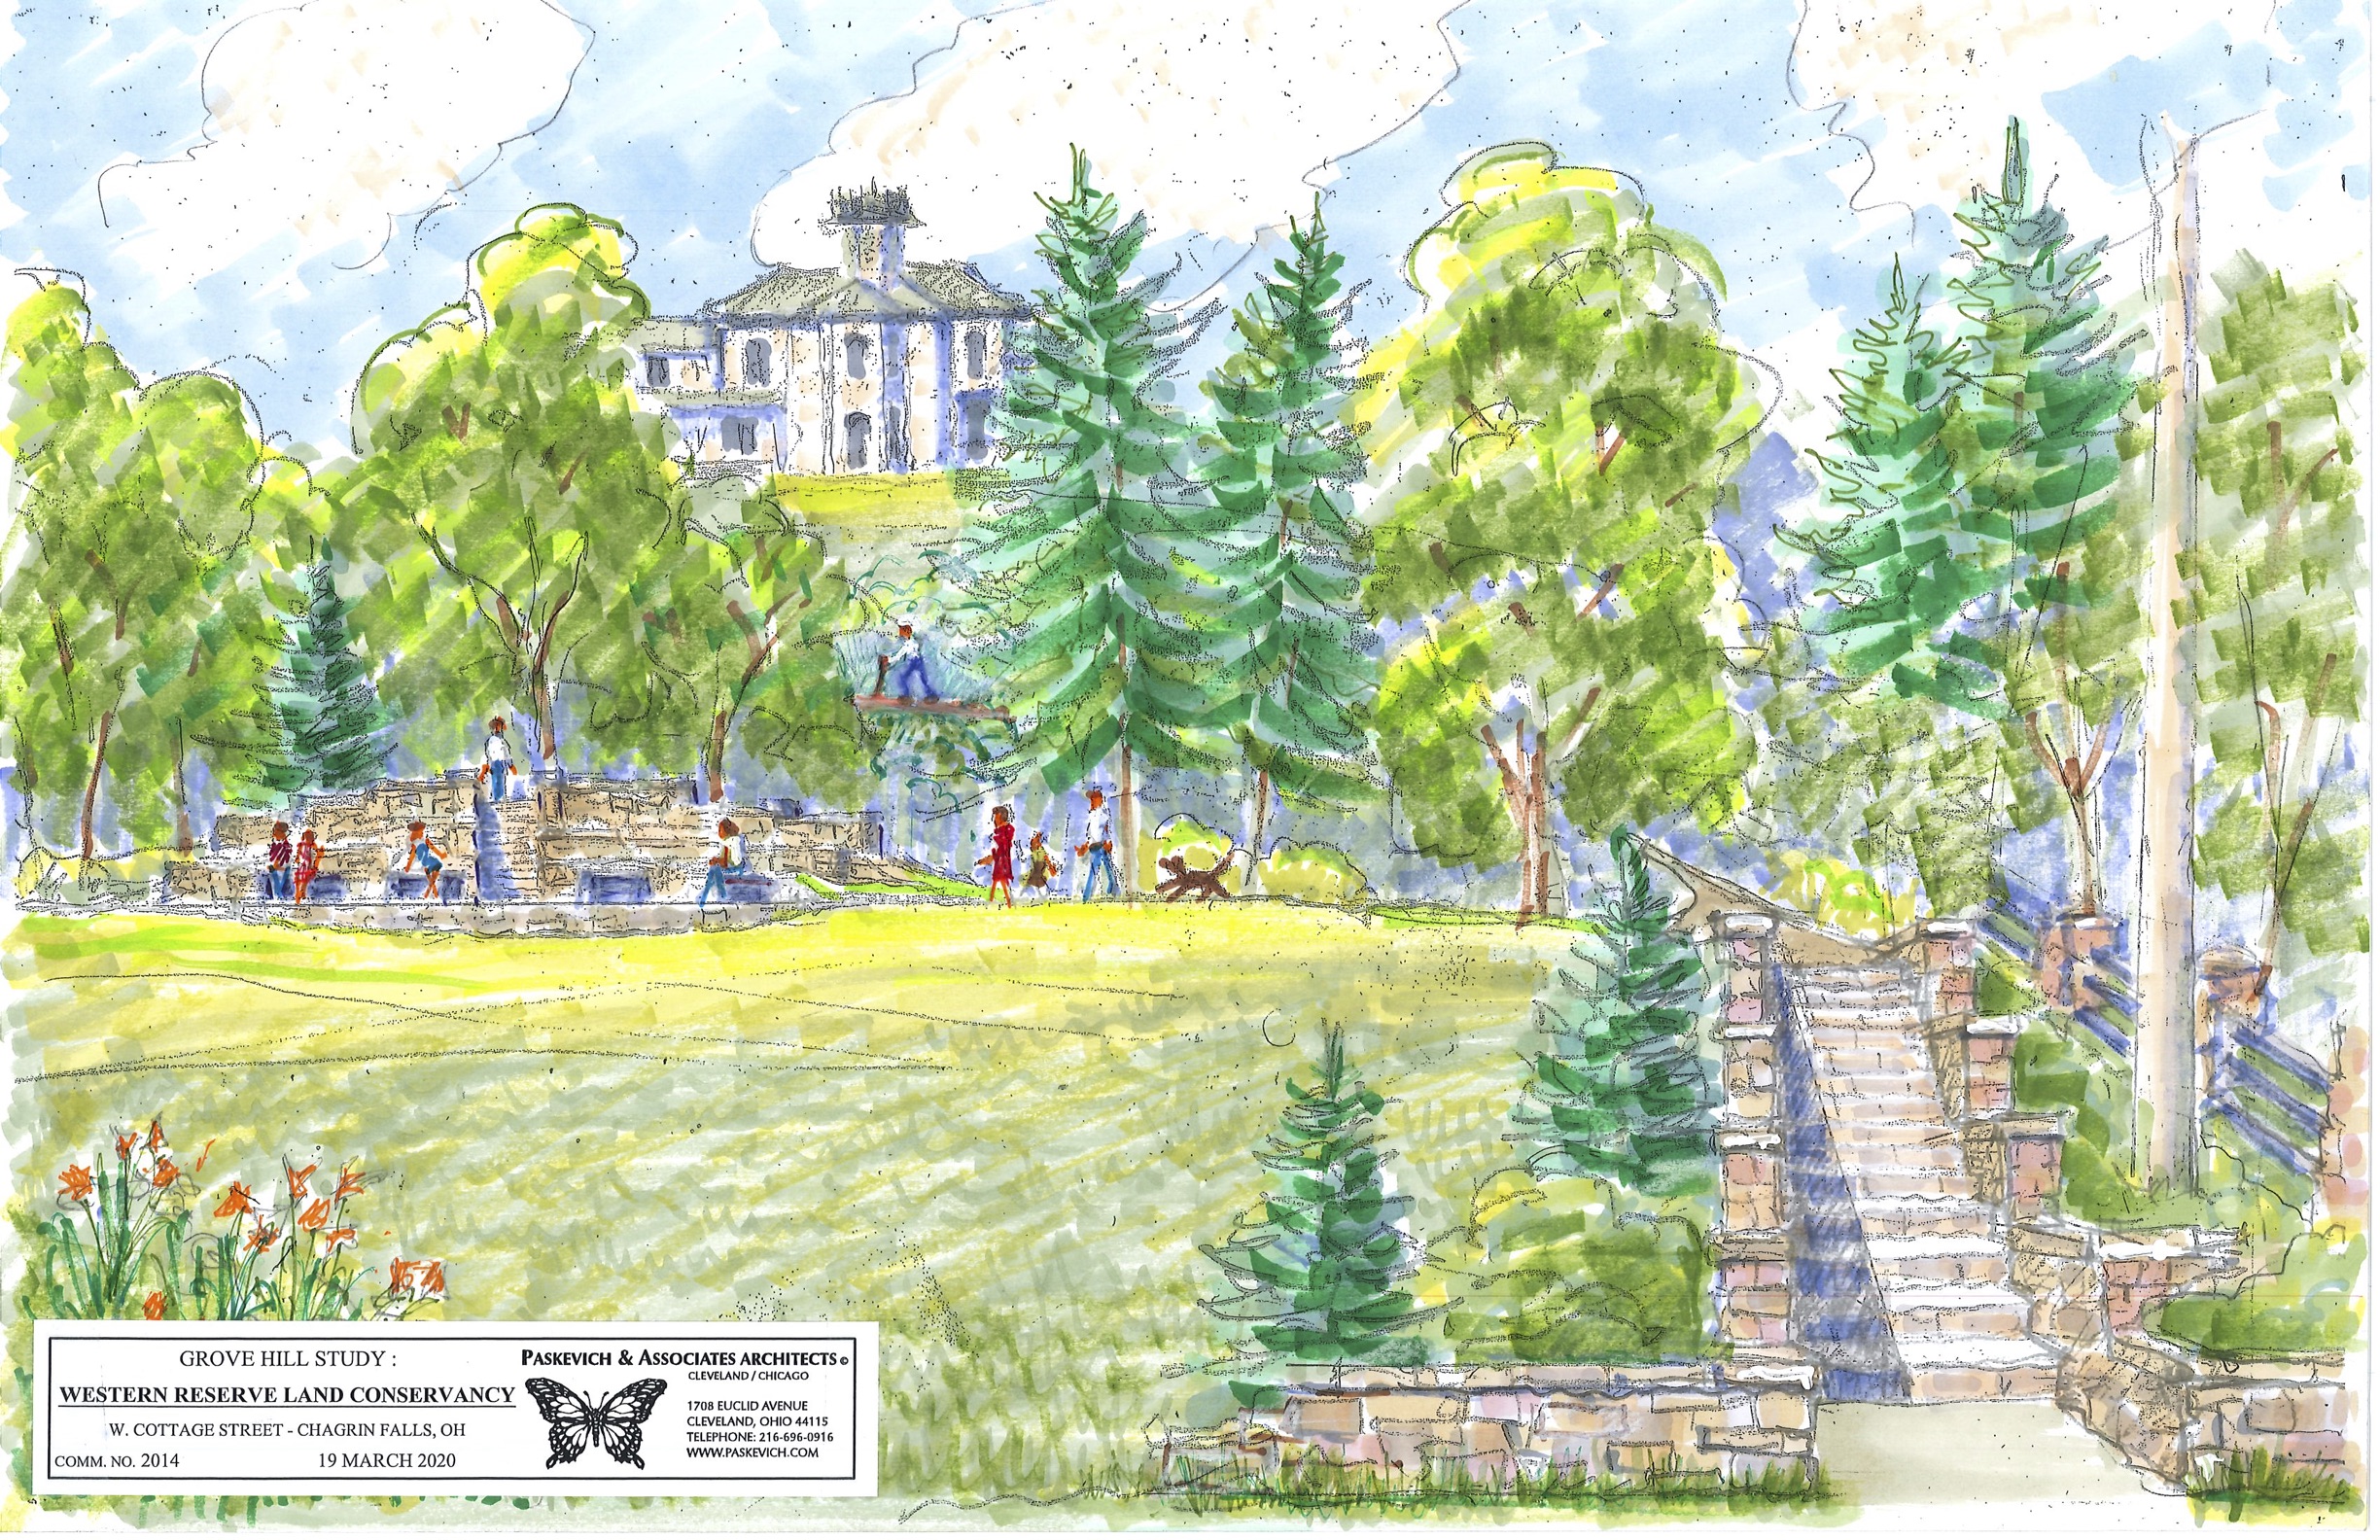 GROVE HILL STUDY :
WESTERN RESERVE LAND CONSERVANCY
W. COTTAGE STREET - CHAGRIN FALLS, OH
COMM. NO. 2014
19 MARCH 2020
PASKEVICH & ASSOCIATES ARCHITECTS©
CLEVELAND / CHICAGO
1708 EUCLID AVENUE
CLEVELAND, OHIO 44115
TELEPHONE: 216-696-0916
WWW.PASKEVICH.COM